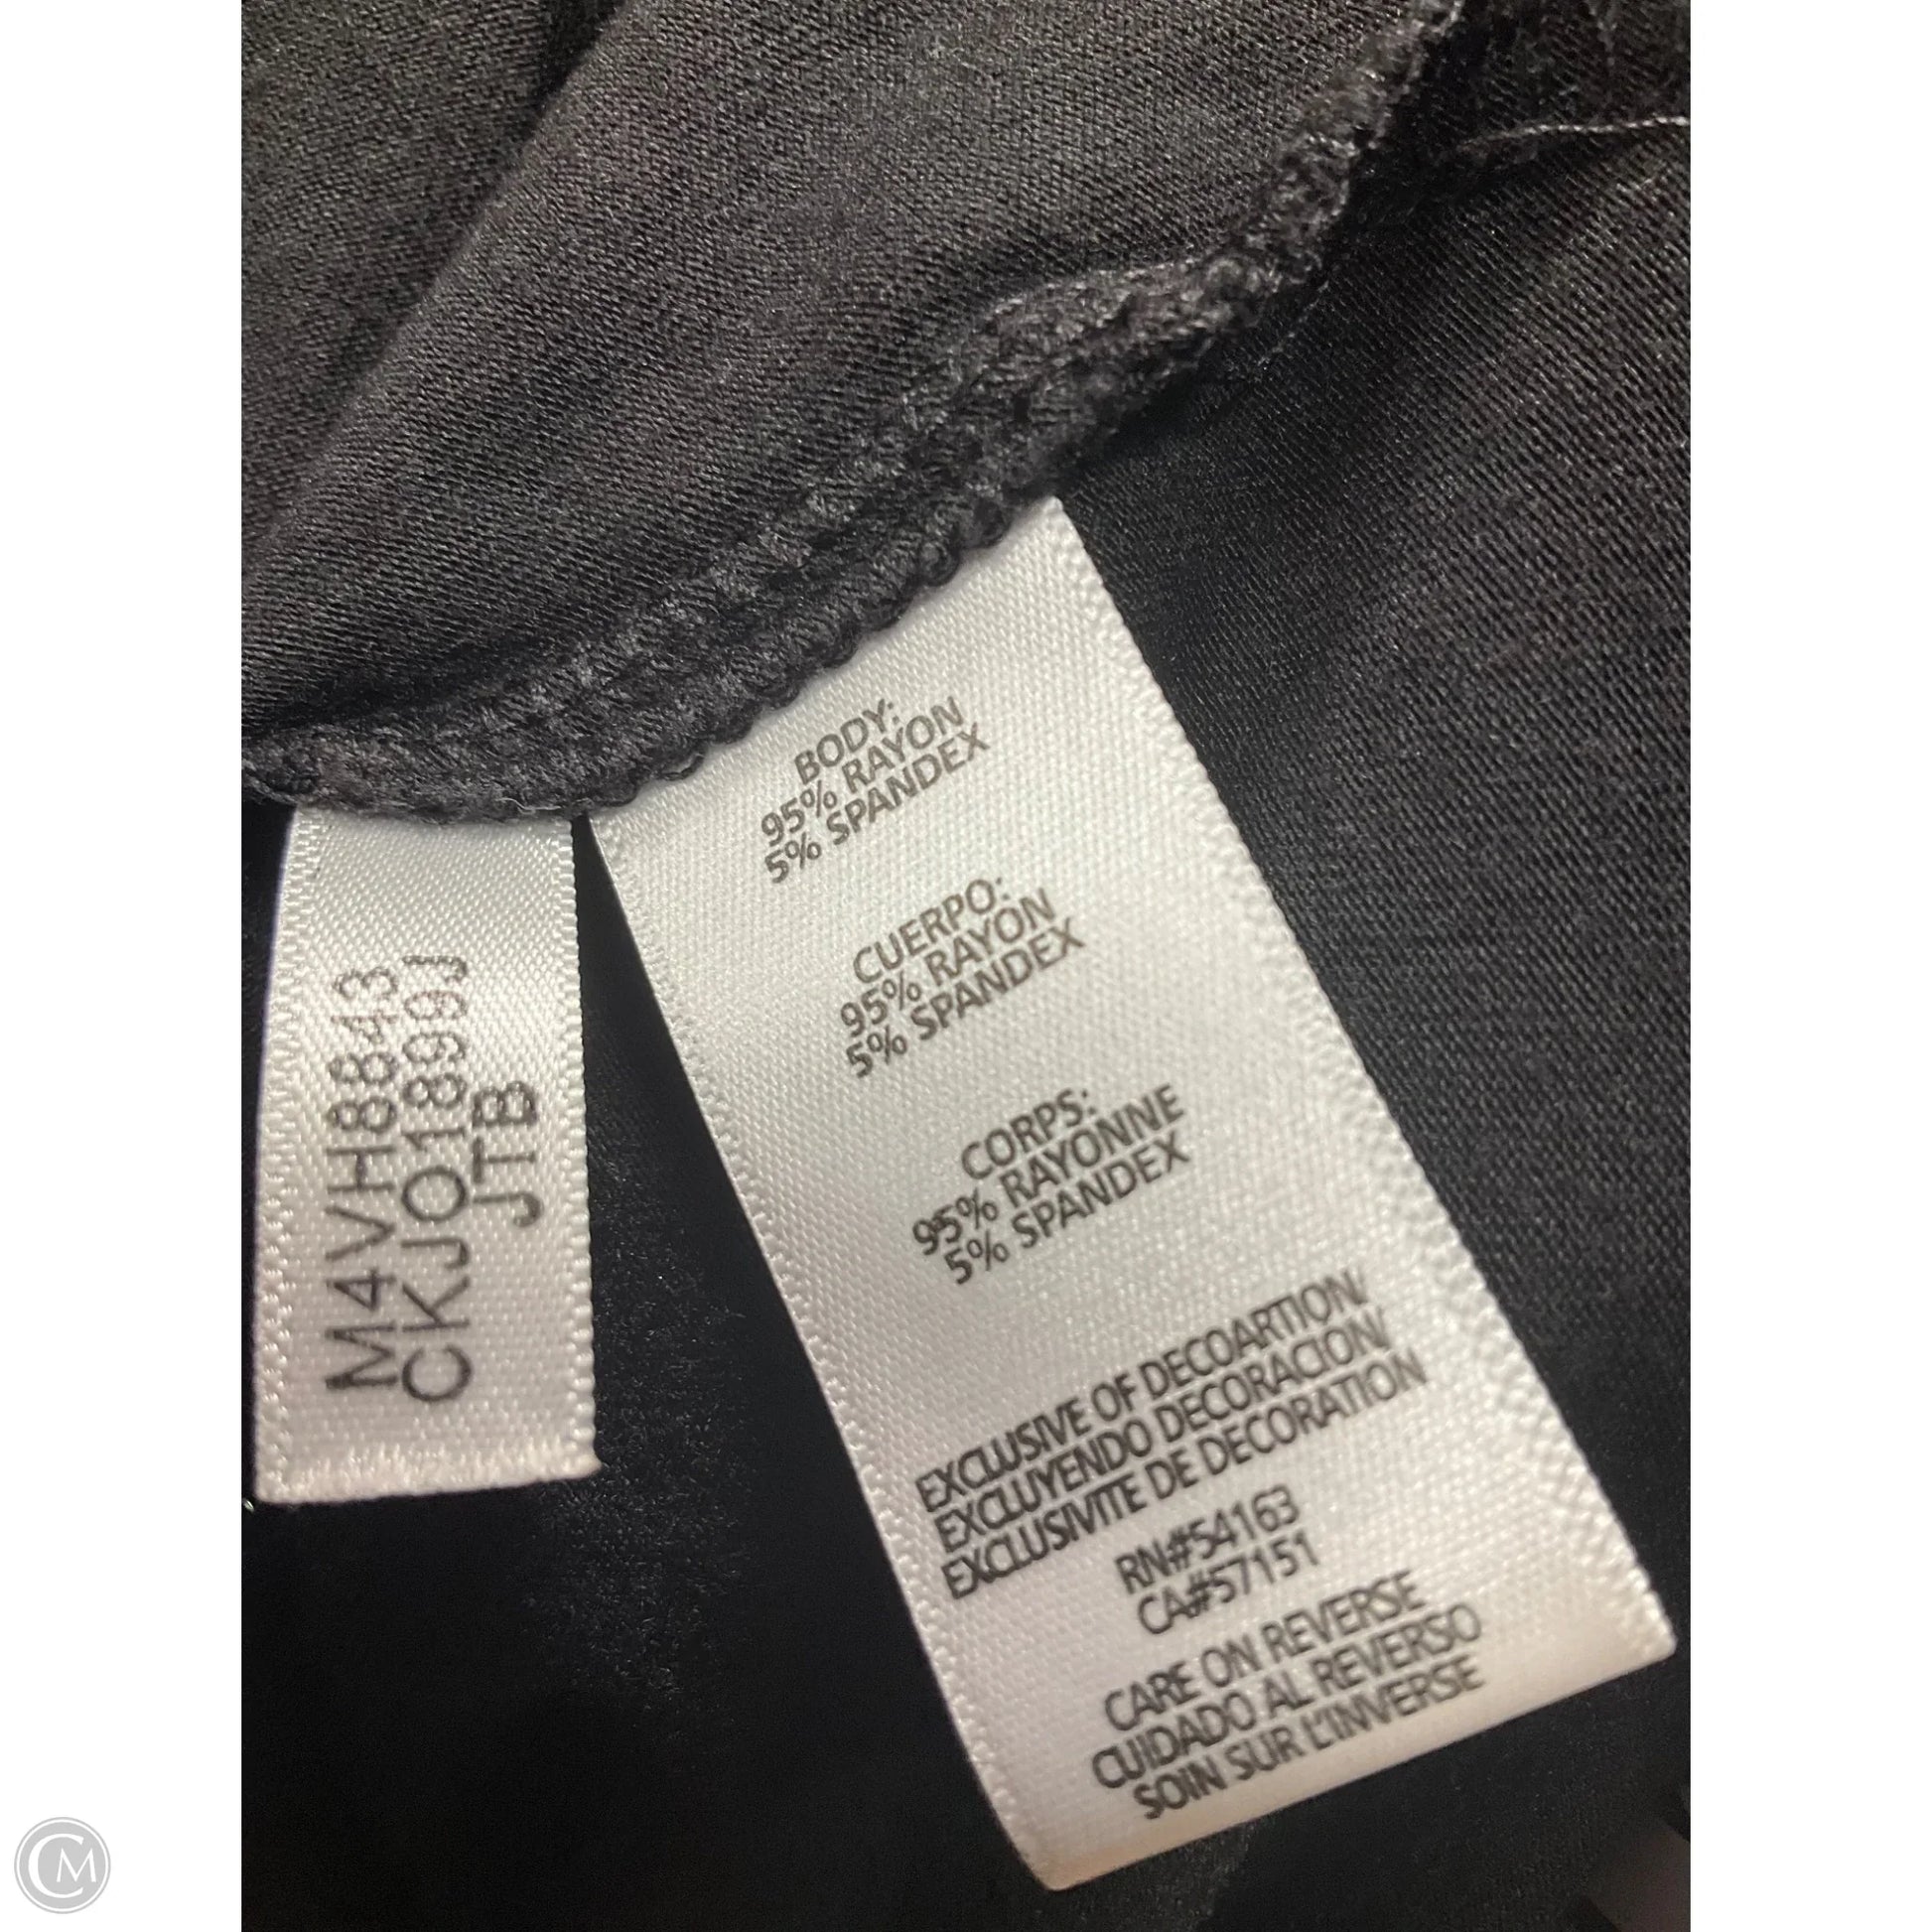 M4VH8843
CKJO1899J
JTB
BODY:
95% RAYON
5% SPANDEX
CUERPO:
95% RAYON
5% SPANDEX
CORPS:
95% RAYONNE
5% SPANDEX
EXCLUSIVE OF DECOARTION/
EXCLUYENDO DECORACION/
EXCLUSIVITE DE DECORATION
RN#54163
CA#57151
CARE ON REVERSE
CUIDADO AL REVERSO
SOIN SUR L'INVERSE
CM